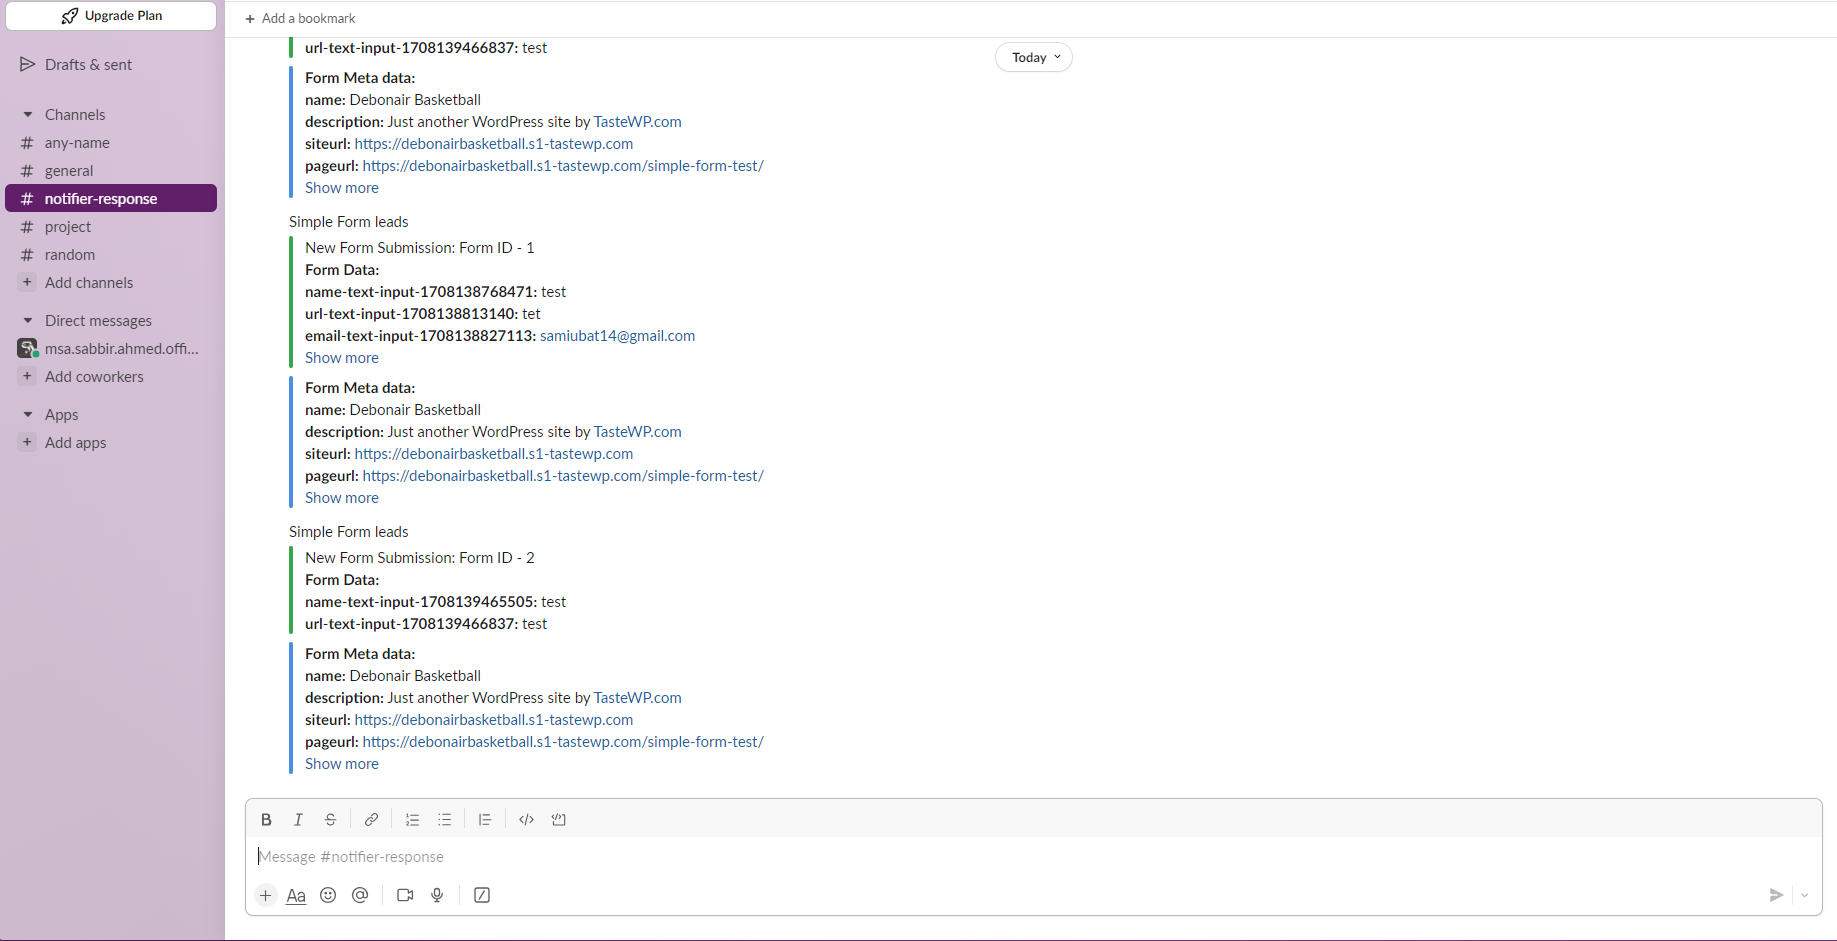 Upgrade Plan
Drafts & sent
Channels
# any-name
# general
# notifier-response
# project
# random
+ Add channels
Direct messages
msa.sabbir.ahmed.offi...
+ Add coworkers
Apps
+ Add apps
+ Add a bookmark
Today
url-text-input-1708139466837: test
Form Meta data:
name: Debonair Basketball
description: Just another WordPress site by TasteWP.com
siteurl: https://debonairbasketball.s1-tastewp.com
pageurl: https://debonairbasketball.s1-tastewp.com/simple-form-test/
Show more
Simple Form leads
New Form Submission: Form ID - 1
Form Data:
name-text-input-1708138768471: test
url-text-input-1708138813140: tet
email-text-input-1708138827113: samiubat14@gmail.com
Show more
Form Meta data:
name: Debonair Basketball
description: Just another WordPress site by TasteWP.com
siteurl: https://debonairbasketball.s1-tastewp.com
pageurl: https://debonairbasketball.s1-tastewp.com/simple-form-test/
Show more
Simple Form leads
New Form Submission: Form ID - 2
Form Data:
name-text-input-1708139465505: test
url-text-input-1708139466837: test
Form Meta data:
name: Debonair Basketball
description: Just another WordPress site by TasteWP.com
siteurl: https://debonairbasketball.s1-tastewp.com
pageurl: https://debonairbasketball.s1-tastewp.com/simple-form-test/
Show more
B I S
Message #notifier-response
+ Aa @